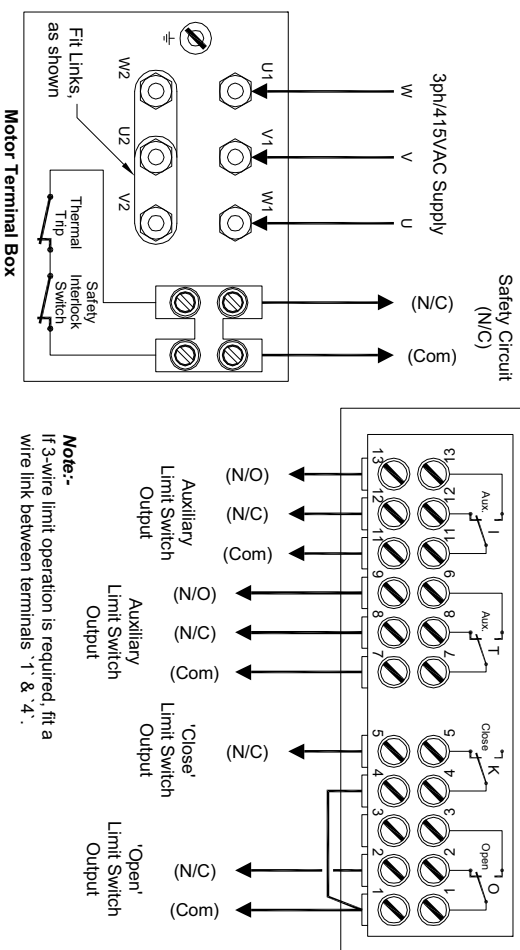 3ph/415VAC Supply
W
V
U
Safety Circuit
(N/C)
(N/C)
(Com)
U1
V1
W1
W2
U2
V2
Fit Links,
as shown
Thermal
Trip
Safety
Interlock
Switch
Motor Terminal Box
Aux.
I
Aux.
T
Close
K
Open
O
13
12
11
9
8
7
5
4
3
2
1
13
12
11
9
8
7
5
4
3
2
1
(N/O)
(N/C)
(Com)
(N/O)
(N/C)
(Com)
(N/C)
(N/C)
(Com)
Auxiliary
Limit Switch
Output
Auxiliary
Limit Switch
Output
'Close'
Limit Switch
Output
'Open'
Limit Switch
Output
Note:-
If 3-wire limit operation is required, fit a
wire link between terminals `1` & `4`.